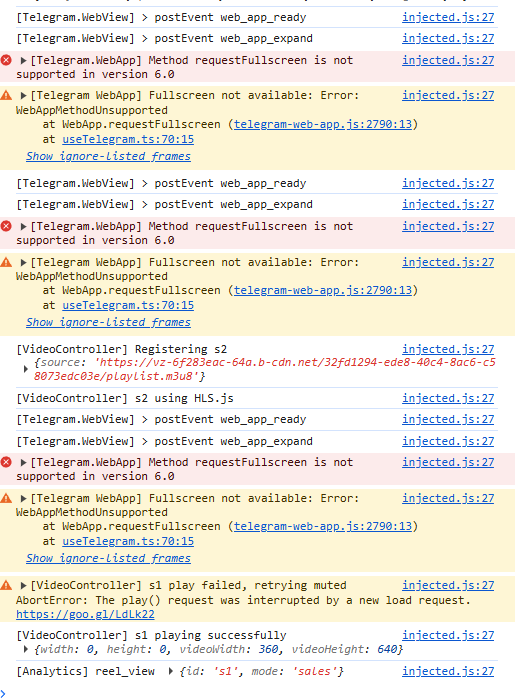 [Telegram.WebView] > postEvent web_app_ready injected.js:27
[Telegram.WebView] > postEvent web_app_expand injected.js:27
[Telegram.WebApp] Method requestFullscreen is not injected.js:27
supported in version 6.0
[Telegram WebApp] Fullscreen not available: Error: injected.js:27
WebAppMethodUnsupported
at WebApp.requestFullscreen (telegram-web-app.js:2790:13)
at useTelegram.ts:70:15
Show ignore-listed frames
[Telegram.WebView] > postEvent web_app_ready injected.js:27
[Telegram.WebView] > postEvent web_app_expand injected.js:27
[Telegram.WebApp] Method requestFullscreen is not injected.js:27
supported in version 6.0
[Telegram WebApp] Fullscreen not available: Error: injected.js:27
WebAppMethodUnsupported
at WebApp.requestFullscreen (telegram-web-app.js:2790:13)
at useTelegram.ts:70:15
Show ignore-listed frames
[VideoController] Registering s2 injected.js:27
{source: 'https://vz-6f283eac-64a.b-cdn.net/32fd1294-ede8-40c4-8ac6-c5
8073edc03e/playlist.m3u8'}
[VideoController] s2 using HLS.js injected.js:27
[Telegram.WebView] > postEvent web_app_ready injected.js:27
[Telegram.WebView] > postEvent web_app_expand injected.js:27
[Telegram.WebApp] Method requestFullscreen is not injected.js:27
supported in version 6.0
[Telegram WebApp] Fullscreen not available: Error: injected.js:27
WebAppMethodUnsupported
at WebApp.requestFullscreen (telegram-web-app.js:2790:13)
at useTelegram.ts:70:15
Show ignore-listed frames
[VideoController] s1 play failed, retrying muted injected.js:27
AbortError: The play() request was interrupted by a new load request.
https://goo.gl/LdLk22
[VideoController] s1 playing successfully injected.js:27
{width: 0, height: 0, videoWidth: 360, videoHeight: 640}
[Analytics] reel_view {id: 's1', mode: 'sales'} injected.js:27